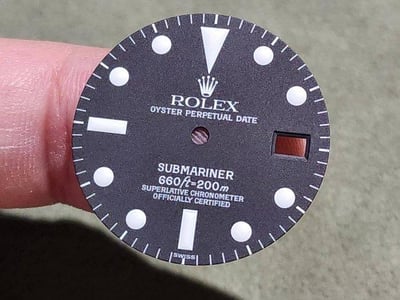 ROLEX
OYSTER PERPETUAL DATE
SUBMARINER
660ft=200m
SUPERLATIVE CHRONOMETER
OFFICIALLY CERTIFIED
SWISS